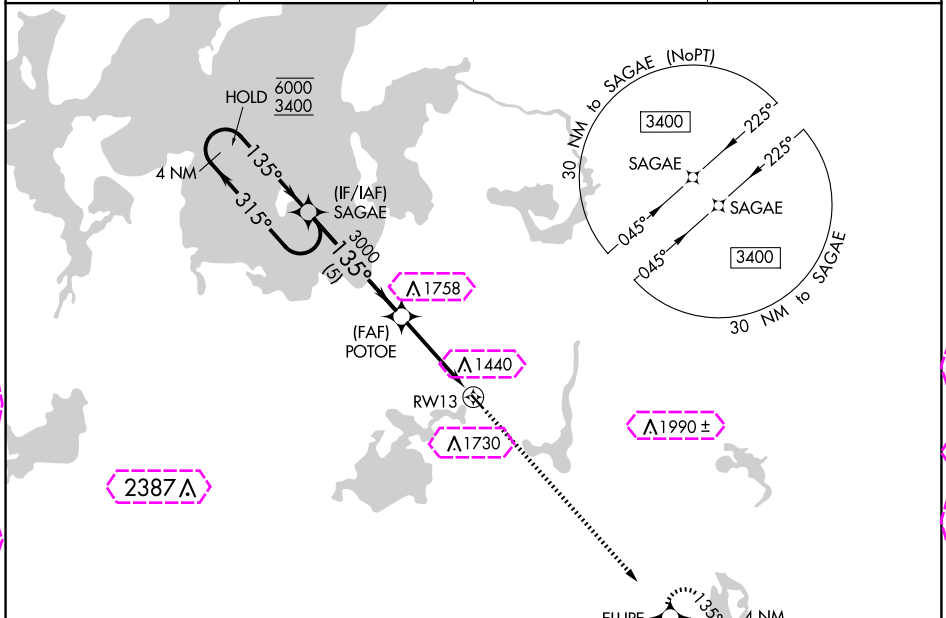 HOLD
6000
3400
135°
4 NM
315°
(IF/IAF)
SAGAE
3000
135°
(5)
1758
(FAF)
POTOE
1440
RW13
1730
1990 ±
2387
30 NM to SAGAE (NoPT)
3400
225°
SAGAE
045°
225°
SAGAE
045°
3400
30 NM to SAGAE
135°
4 NM